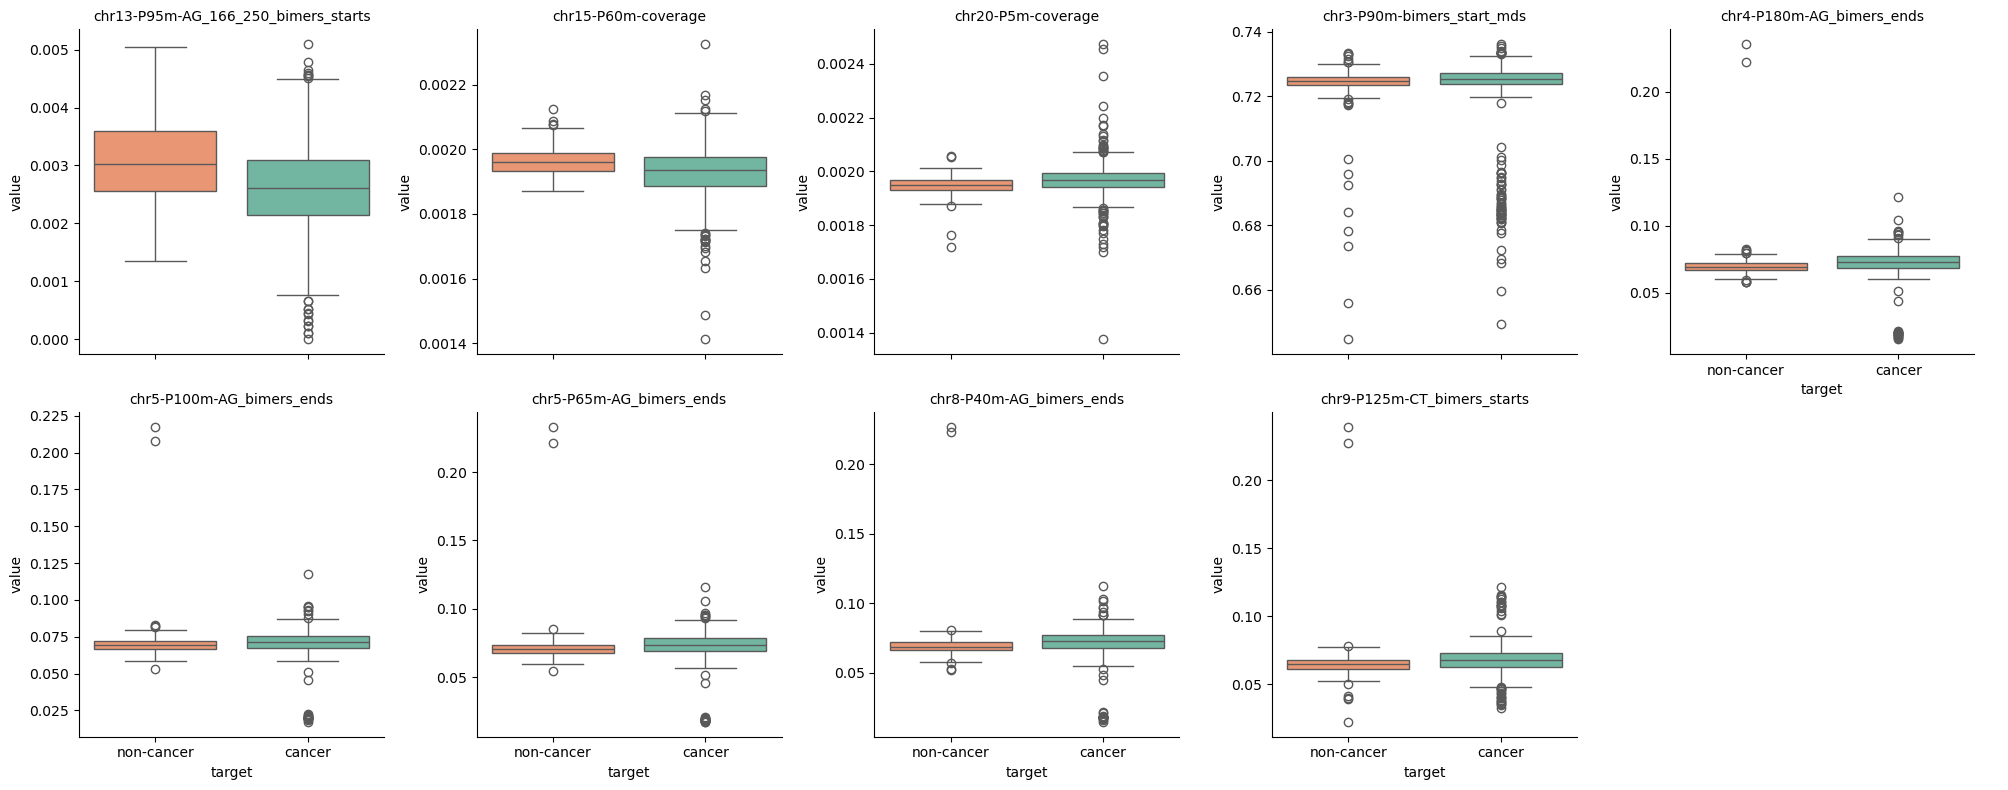 chr13-P95m-AG_166_250_bimers_starts
value
0.005
0.004
0.003
0.002
0.001
0.000
chr15-P60m-coverage
value
0.0022
0.0020
0.0018
0.0016
0.0014
chr20-P5m-coverage
value
0.0024
0.0022
0.0020
0.0018
0.0016
0.0014
chr3-P90m-bimers_start_mds
value
0.74
0.72
0.70
0.68
0.66
chr4-P180m-AG_bimers_ends
value
0.20
0.15
0.10
0.05
non-cancer cancer
target
chr5-P100m-AG_bimers_ends
value
0.225
0.200
0.175
0.150
0.125
0.100
0.075
0.050
0.025
non-cancer cancer
target
chr5-P65m-AG_bimers_ends
value
0.20
0.15
0.10
0.05
non-cancer cancer
target
chr8-P40m-AG_bimers_ends
value
0.20
0.15
0.10
0.05
non-cancer cancer
target
chr9-P125m-CT_bimers_starts
value
0.20
0.15
0.10
0.05
non-cancer cancer
target